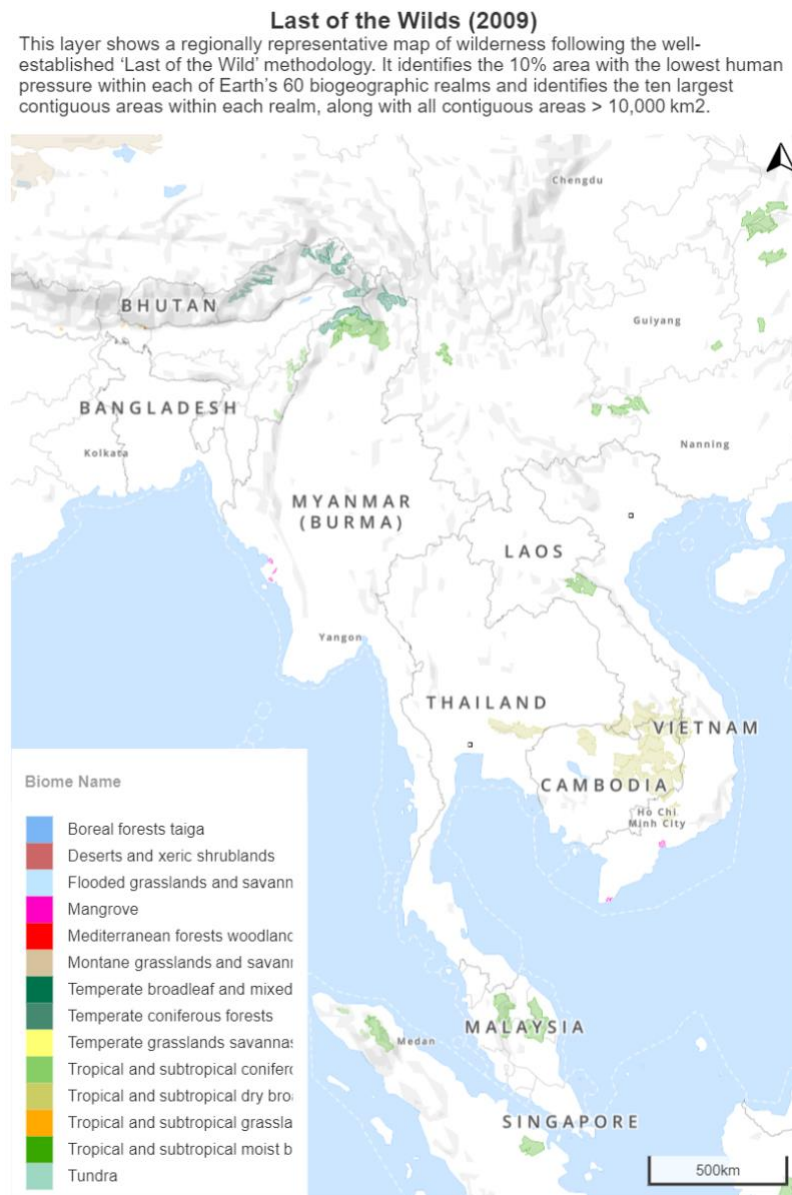 Last of the Wilds (2009)
This layer shows a regionally representative map of wilderness following the well-
established ‘Last of the Wild’ methodology. It identifies the 10% area with the lowest human
pressure within each of Earth’s 60 biogeographic realms and identifies the ten largest
contiguous areas within each realm, along with all contiguous areas > 10,000 km2.
Chengdu
BHUTAN
Guiyang
BANGLADESH
Kolkata
Nanning
MYANMAR
(BURMA)
LAOS
Yangon
THAILAND
VIETNAM
CAMBODIA
Ho Chi
Minh City
Biome Name
Boreal forests taiga
Deserts and xeric shrublands
Flooded grasslands and savann
Mangrove
Mediterranean forests woodlanc
Montane grasslands and savani
Temperate broadleaf and mixed
Temperate coniferous forests
Temperate grasslands savannas
Tropical and subtropical conifero
Tropical and subtropical dry bro
Tropical and subtropical grassla
Tropical and subtropical moist b
Tundra
MALAYSIA
Medan
SINGAPORE
500km